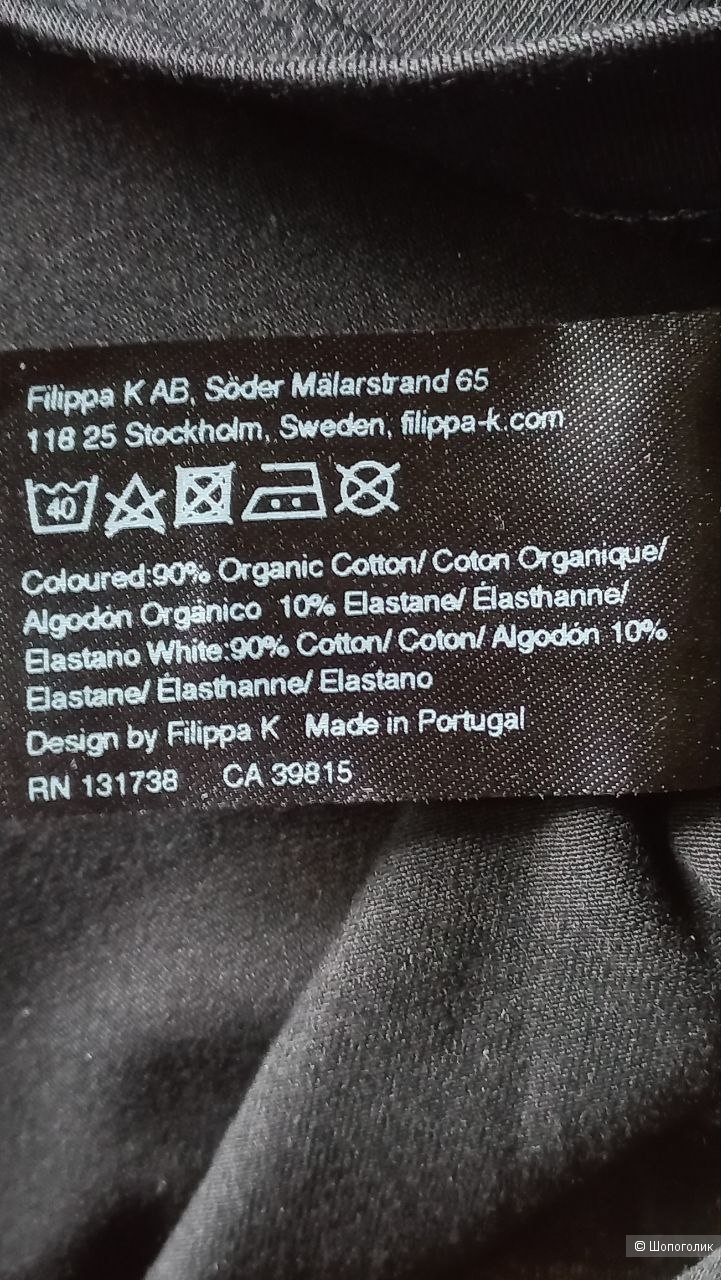 Filippa K AB, Söder Mälarstrand 65
118 25 Stockholm, Sweden, filippa-k.com
40
Coloured:90% Organic Cotton/ Coton Organique/
Algodón Orgánico 10% Elastane/ Élasthanne/
Elastano White:90% Cotton/ Coton/ Algodón 10%
Elastane/ Élasthanne/ Elastano
Design by Filippa K Made in Portugal
RN 131738 CA 39815
© Шопоголик